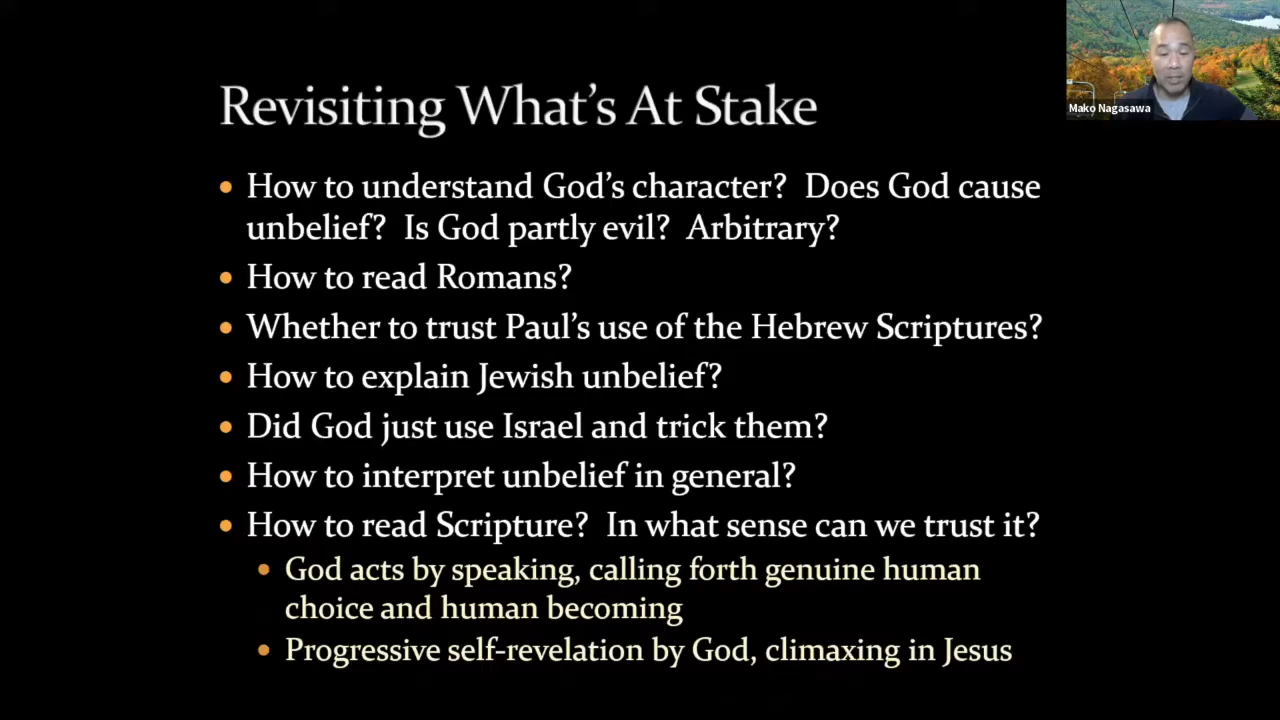 Revisiting What's At Stake
Mako Nagasawa
• How to understand God's character?  Does God cause
unbelief?  Is God partly evil?  Arbitrary?
• How to read Romans?
• Whether to trust Paul's use of the Hebrew Scriptures?
• How to explain Jewish unbelief?
• Did God just use Israel and trick them?
• How to interpret unbelief in general?
• How to read Scripture?  In what sense can we trust it?
• God acts by speaking, calling forth genuine human
choice and human becoming
• Progressive self-revelation by God, climaxing in Jesus